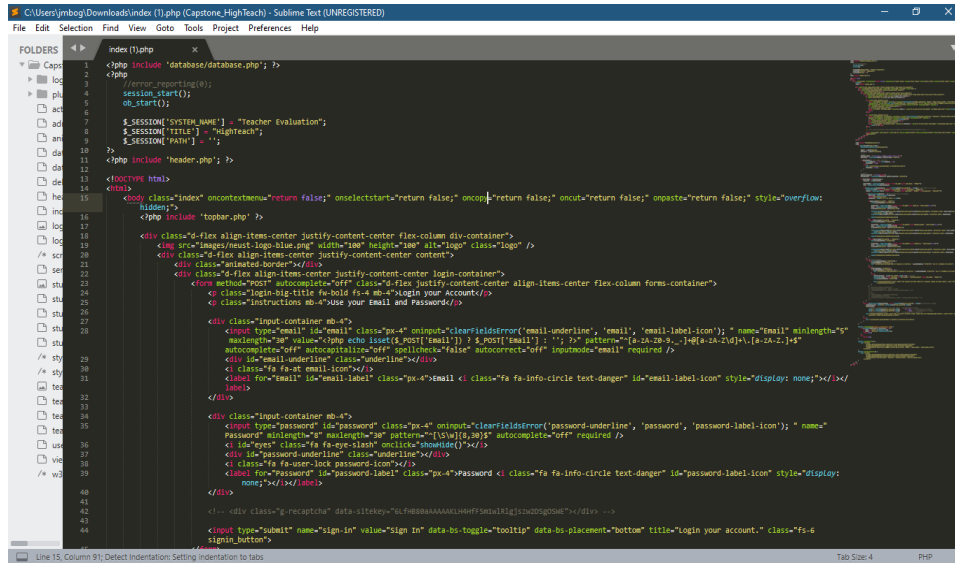 C:\Users\jmbog\Downloads\index (1).php (Capstone_HighTeach) - Sublime Text (UNREGISTERED)
File Edit Selection Find View Goto Tools Project Preferences Help
FOLDERS
index (1).php
1 <?php include 'database/database.php'; ?>
2 <?php
3 //error_reporting(0);
4 session_start();
5 ob_start();
6
7 $_SESSION['SYSTEM_NAME'] = "Teacher Evaluation";
8 $_SESSION['TITLE'] = "HighTeach";
9 $_SESSION['PATH'] = '';
10 ?>
11 <?php include 'header.php'; ?>
12
13 <!DOCTYPE html>
14 <html>
15 <body class="index" oncontextmenu="return false;" onselectstart="return false;" oncopy="return false;" oncut="return false;" onpaste="return false;" style="overflow:
hidden;">
16 <?php include 'topbar.php' ?>
17
18 <div class="d-flex align-items-center justify-content-center flex-column div-container">
19 <img src="images/neust-logo-blue.png" width="100" height="100" alt="logo" class="logo" />
20 <div class="d-flex align-items-center justify-content-center content">
21 <div class="animated-border"></div>
22 <div class="d-flex align-items-center justify-content-center login-container">
23 <form method="POST" autocomplete="off" class="d-flex justify-content-center align-items-center flex-column forms-container">
24 <p class="login-big-title fw-bold fs-4 mb-4">Login your Account</p>
25 <p class="instructions mb-4">Use your Email and Password</p>
26
27 <div class="input-container mb-4">
28 <input type="email" id="email" class="px-4" oninput="clearFieldsError('email-underline', 'email', 'email-label-icon'); " name="Email" minlength="5"
maxlength="30" value="<?php echo isset($_POST['Email']) ? $_POST['Email'] : ''; ?>" pattern="^[a-zA-Z0-9._-]+@[a-zA-Z\d]+\.[a-zA-Z.]+$"
autocomplete="off" autocapitalize="off" spellcheck="false" autocorrect="off" inputmode="email" required />
29 <div id="email-underline" class="underline"></div>
30 <i class="fa fa-at email-icon"></i>
31 <label for="Email" id="email-label" class="px-4">Email <i class="fa fa-info-circle text-danger" id="email-label-icon" style="display: none;"></i></
label>
32 </div>
33
34 <div class="input-container mb-4">
35 <input type="password" id="password" class="px-4" oninput="clearFieldsError('password-underline', 'password', 'password-label-icon'); " name="
Password" minlength="8" maxlength="30" pattern="^[\S\w]{8,30}$" autocomplete="off" required />
36 <i id="eyes" class="fa fa-eye-slash" onclick="showHide()"></i>
37 <div id="password-underline" class="underline"></div>
38 <i class="fa fa-user-lock password-icon"></i>
39 <label for="Password" id="password-label" class="px-4">Password <i class="fa fa-info-circle text-danger" id="password-label-icon" style="display:
none;"></i></label>
40 </div>
41
42 <!-- <div class="g-recaptcha" ></div> -->
43
44 <input type="submit" name="sign-in" value="Sign In" data-bs-toggle="tooltip" data-bs-placement="bottom" title="Login your account." class="fs-6
signin_button">
Line 15, Column 91; Detect Indentation: Setting indentation to tabs
Tab Size: 4
PHP